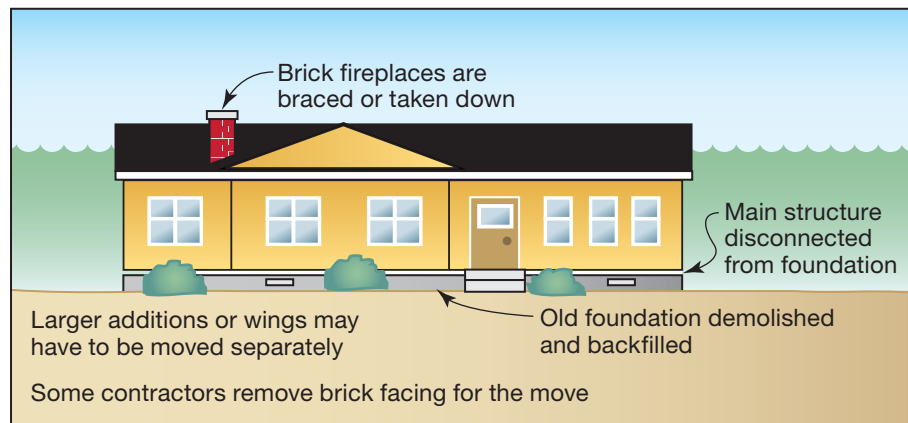 Brick fireplaces are
braced or taken down
Main structure
disconnected
from foundation
Larger additions or wings may
have to be moved separately
Old foundation demolished
and backfilled
Some contractors remove brick facing for the move